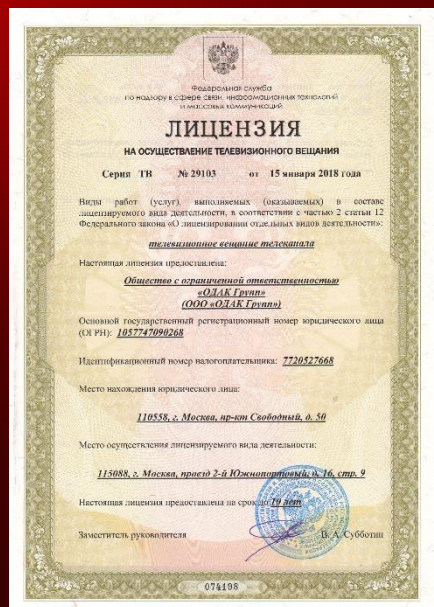 Федеральная служба
по надзору в сфере связи, информационных технологий
и массовых коммуникаций
ЛИЦЕНЗИЯ
НА ОСУЩЕСТВЛЕНИЕ ТЕЛЕВИЗИОННОГО ВЕЩАНИЯ
Серия ТВ № 29103 от 15 января 2018 года
Виды работ (услуг), выполняемых (оказываемых) в составе
лицензируемого вида деятельности, в соответствии с частью 2 статьи 12
Федерального закона «О лицензировании отдельных видов деятельности»:
телевизионное вещание телеканала
Настоящая лицензия предоставлена:
Общество с ограниченной ответственностью
«ОДАК Групп»
(ООО «ОДАК Групп»)
Основной государственный регистрационный номер юридического лица
(ОГРН): 1057747090268
Идентификационный номер налогоплательщика: 7720527668
Место нахождения юридического лица:
110558, г. Москва, пр-кт Свободный, д. 50
Место осуществления лицензируемого вида деятельности:
115088, г. Москва, проезд 2-й Южнопортовый, д. 16, стр. 9
Настоящая лицензия предоставлена на срок до 10 лет
Заместитель руководителя В. А. Субботин
074198